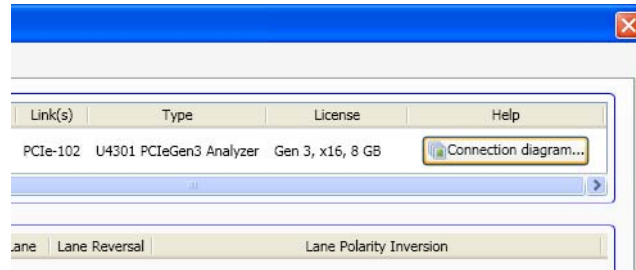 Link(s) Type License Help
PCIe-102 U4301 PCIeGen3 Analyzer Gen 3, x16, 8 GB Connection diagram...
Lane Reversal Lane Polarity Inversion